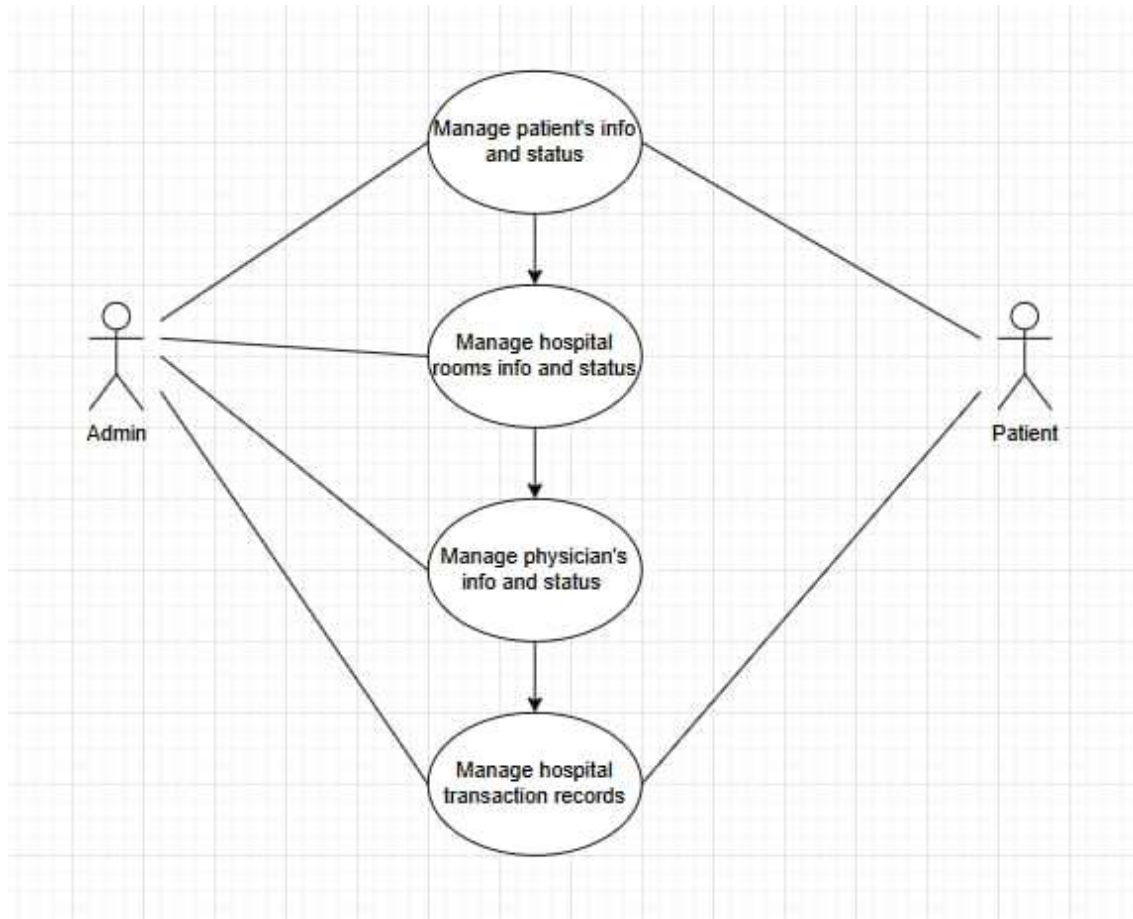 Manage patient's info
and status
Manage hospital
rooms info and status
Admin
Patient
Manage physician's
info and status
Manage hospital
transaction records